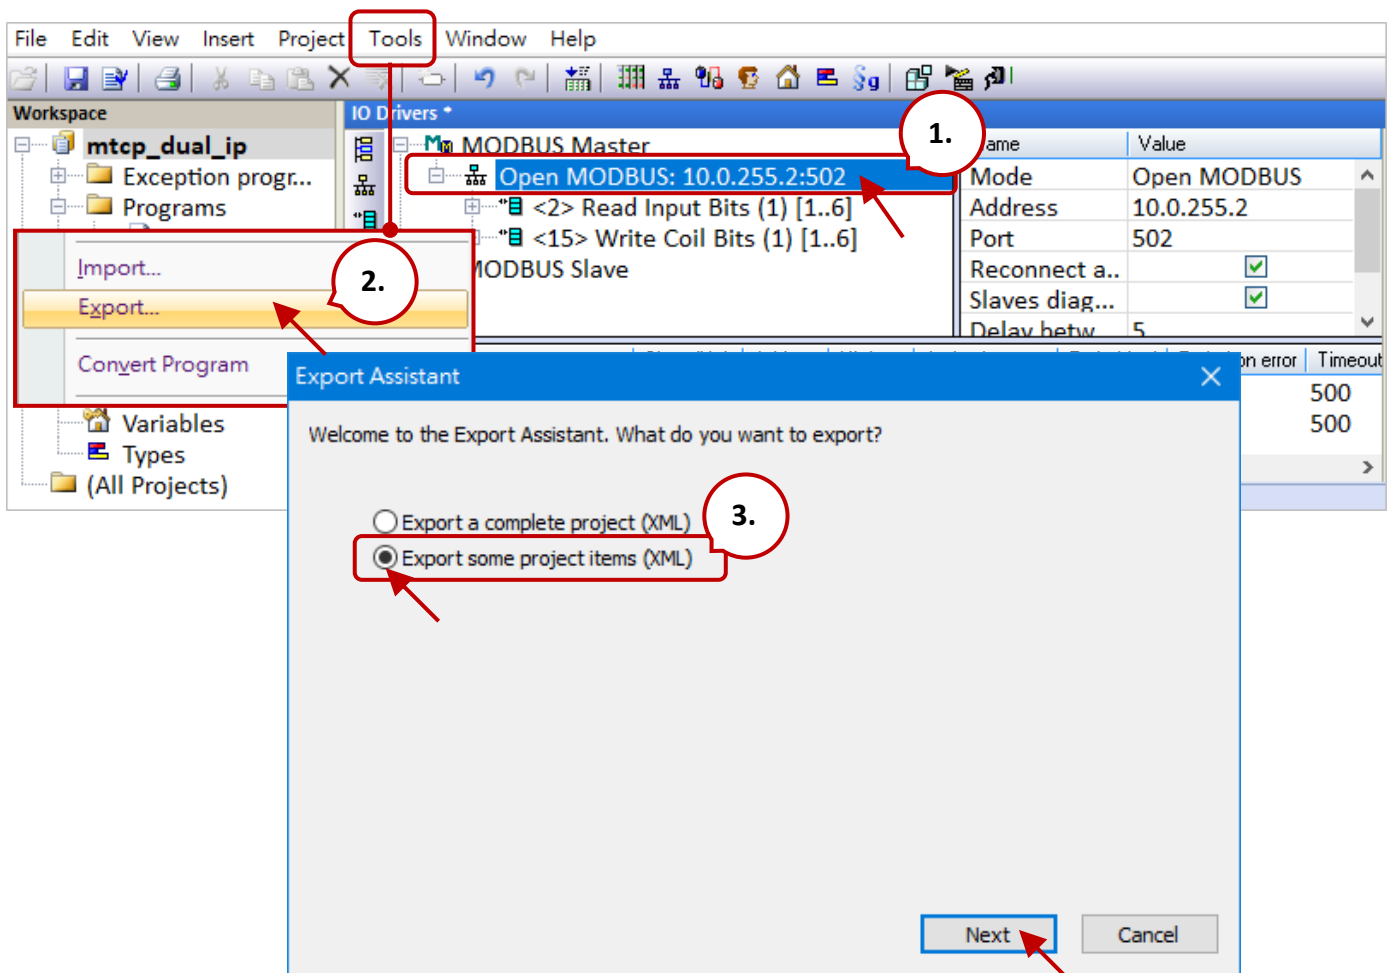 File Edit View Insert Project Tools Window Help
Workspace
IO Drivers *
1.
mtcp_dual_ip
MODBUS Master
ame Value
Exception progr...
Open MODBUS: 10.0.255.2:502
Mode Open MODBUS
Programs
<2> Read Input Bits (1) [1..6]
Address 10.0.255.2
<15> Write Coil Bits (1) [1..6]
Port 502
Import...
2.
MODBUS Slave
Reconnect a..
Export...
Slaves diag...
Delay betw 5
Convert Program
on error Timeout
Export Assistant
500
Variables
Welcome to the Export Assistant. What do you want to export?
500
Types
(All Projects)
Export a complete project (XML)
3.
Export some project items (XML)
Next Cancel